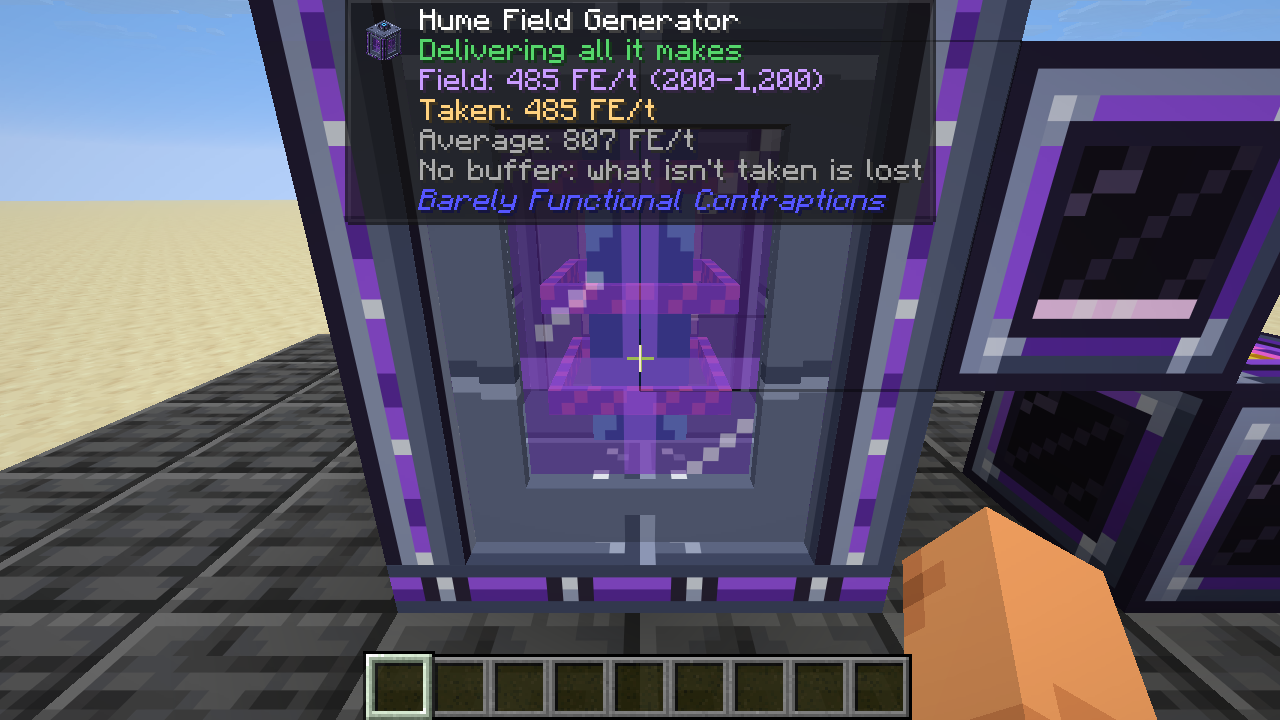 Hume Field Generator
Delivering all it makes
Field: 485 FE/t (200-1,200)
Taken: 485 FE/t
Average: 807 FE/t
No buffer: what isn't taken is lost
Barely Functional Contraptions